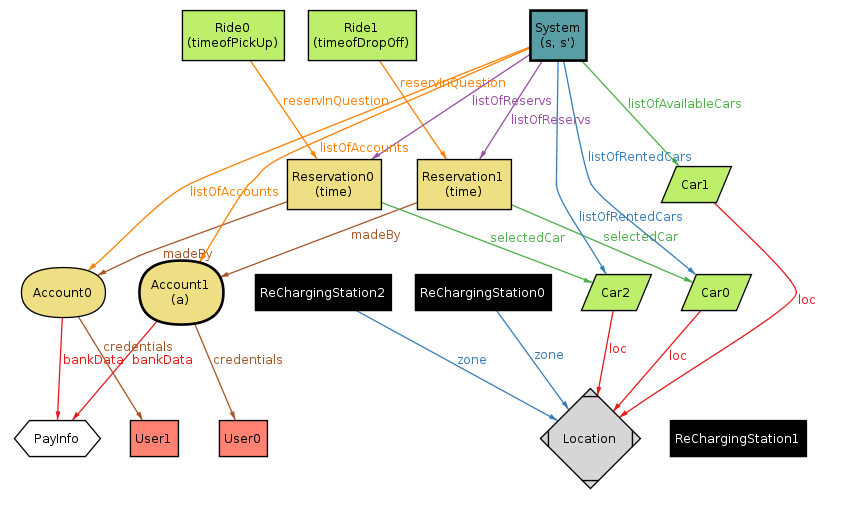 Ride0
(timeofPickUp)
Ride1
(timeofDropOff)
System
(s, s')
reservInQuestion
reservInQuestion
listOfReservs
listOfAvailableCars
listOfReservs
listOfAccounts
listOfRentedCars
Reservation0
(time)
Reservation1
(time)
Car1
listOfAccounts
listOfRentedCars
madeBy
selectedCar
selectedCar
madeBy
Account0
Account1
(a)
ReChargingStation2
ReChargingStation0
Car2
Car0
loc
credentials
bankData
bankData
credentials
zone
zone
loc
loc
PayInfo
User1
User0
Location
ReChargingStation1